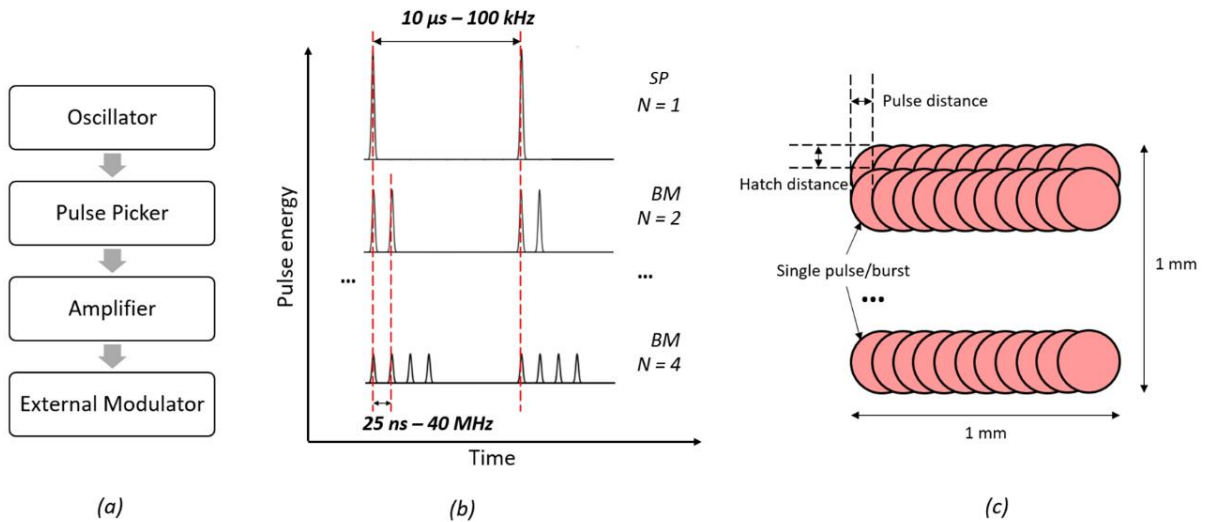 Oscillator
Pulse Picker
Amplifier
External Modulator
(a)
10 µs – 100 kHz
SP
N = 1
BM
N = 2
...
...
BM
N = 4
25 ns – 40 MHz
Pulse energy
Time
(b)
Pulse distance
Hatch distance
Single pulse/burst
...
1 mm
1 mm
(c)